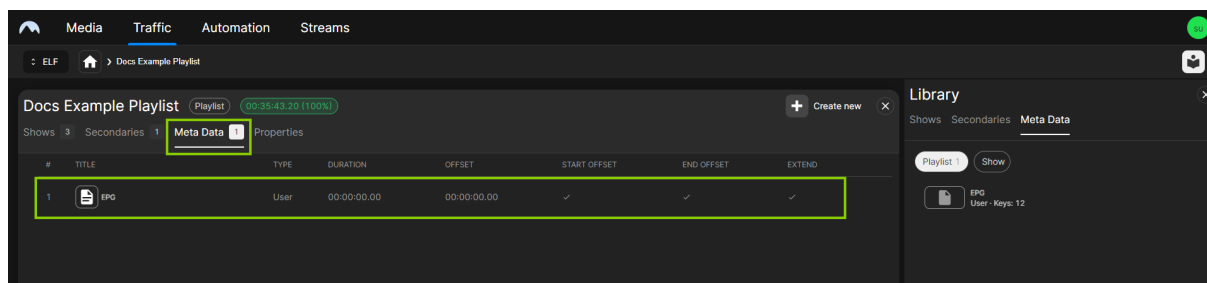 Media Traffic Automation Streams
SU
ELF Docs Example Playlist
Docs Example Playlist Playlist 00:35:43.20 (100%) Create new
Shows 3 Secondaries 1 Meta Data 1 Properties
# TITLE TYPE DURATION OFFSET START OFFSET END OFFSET EXTEND
1 EPG User 00:00:00.00 00:00:00.00
Library
Shows Secondaries Meta Data
Playlist 1 Show
EPG
User - Keys: 12